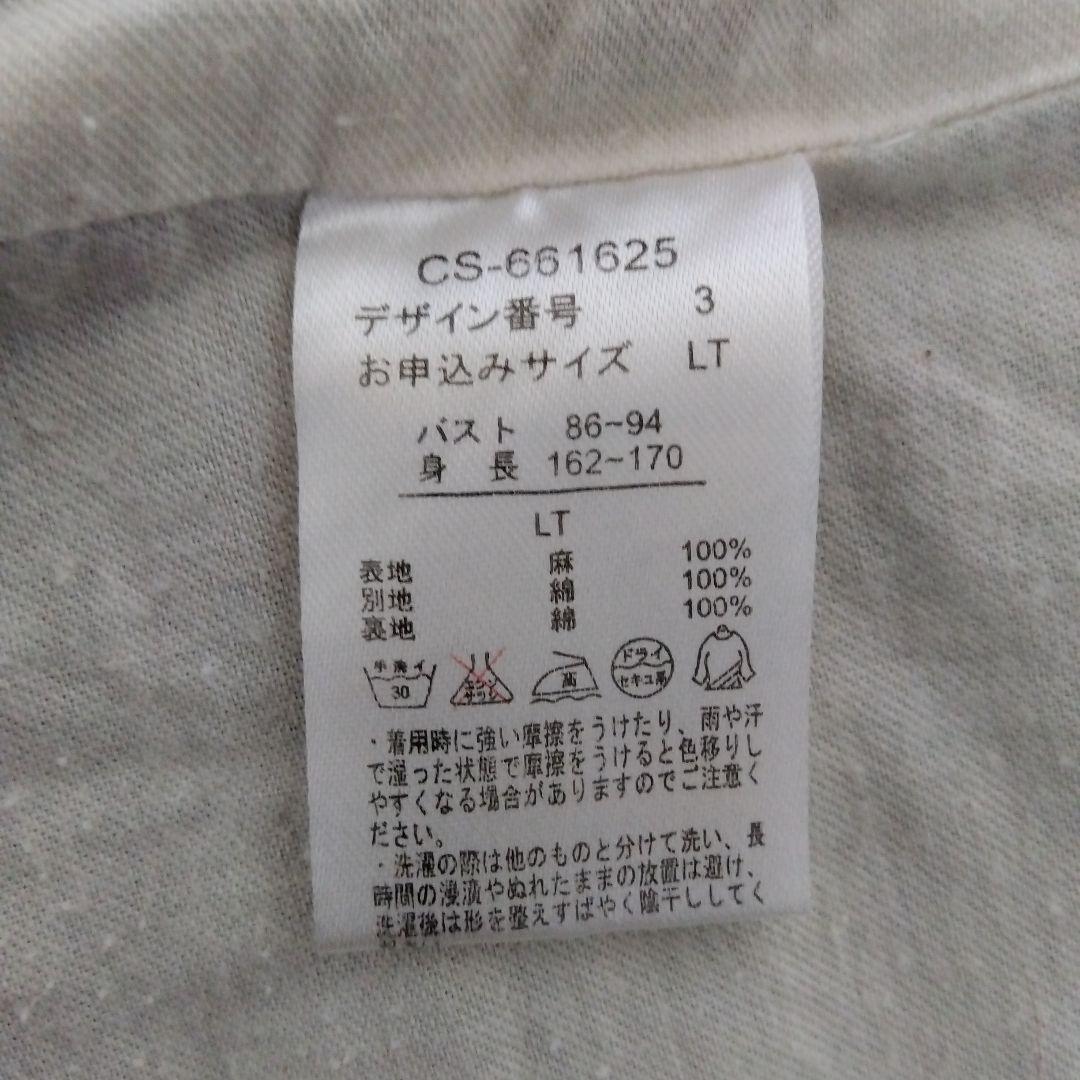 CS-661625
デザイン番号 3
お申込みサイズ LT
バスト 86~94
身 長 162~170
LT
表地 麻 100%
別地 綿 100%
裏地 綿 100%
手洗イ 30
エンソサラシ
高
ドライ セキユ系
・着用時に強い摩擦をうけたり、雨や汗
で湿った状態で摩擦をうけると色移りし
やすくなる場合がありますのでご注意く
ださい。
・洗濯の際は他のものと分けて洗い、長
時間の浸漬やぬれたままの放置は避け、
洗濯後は形を整えすばやく陰干ししてく